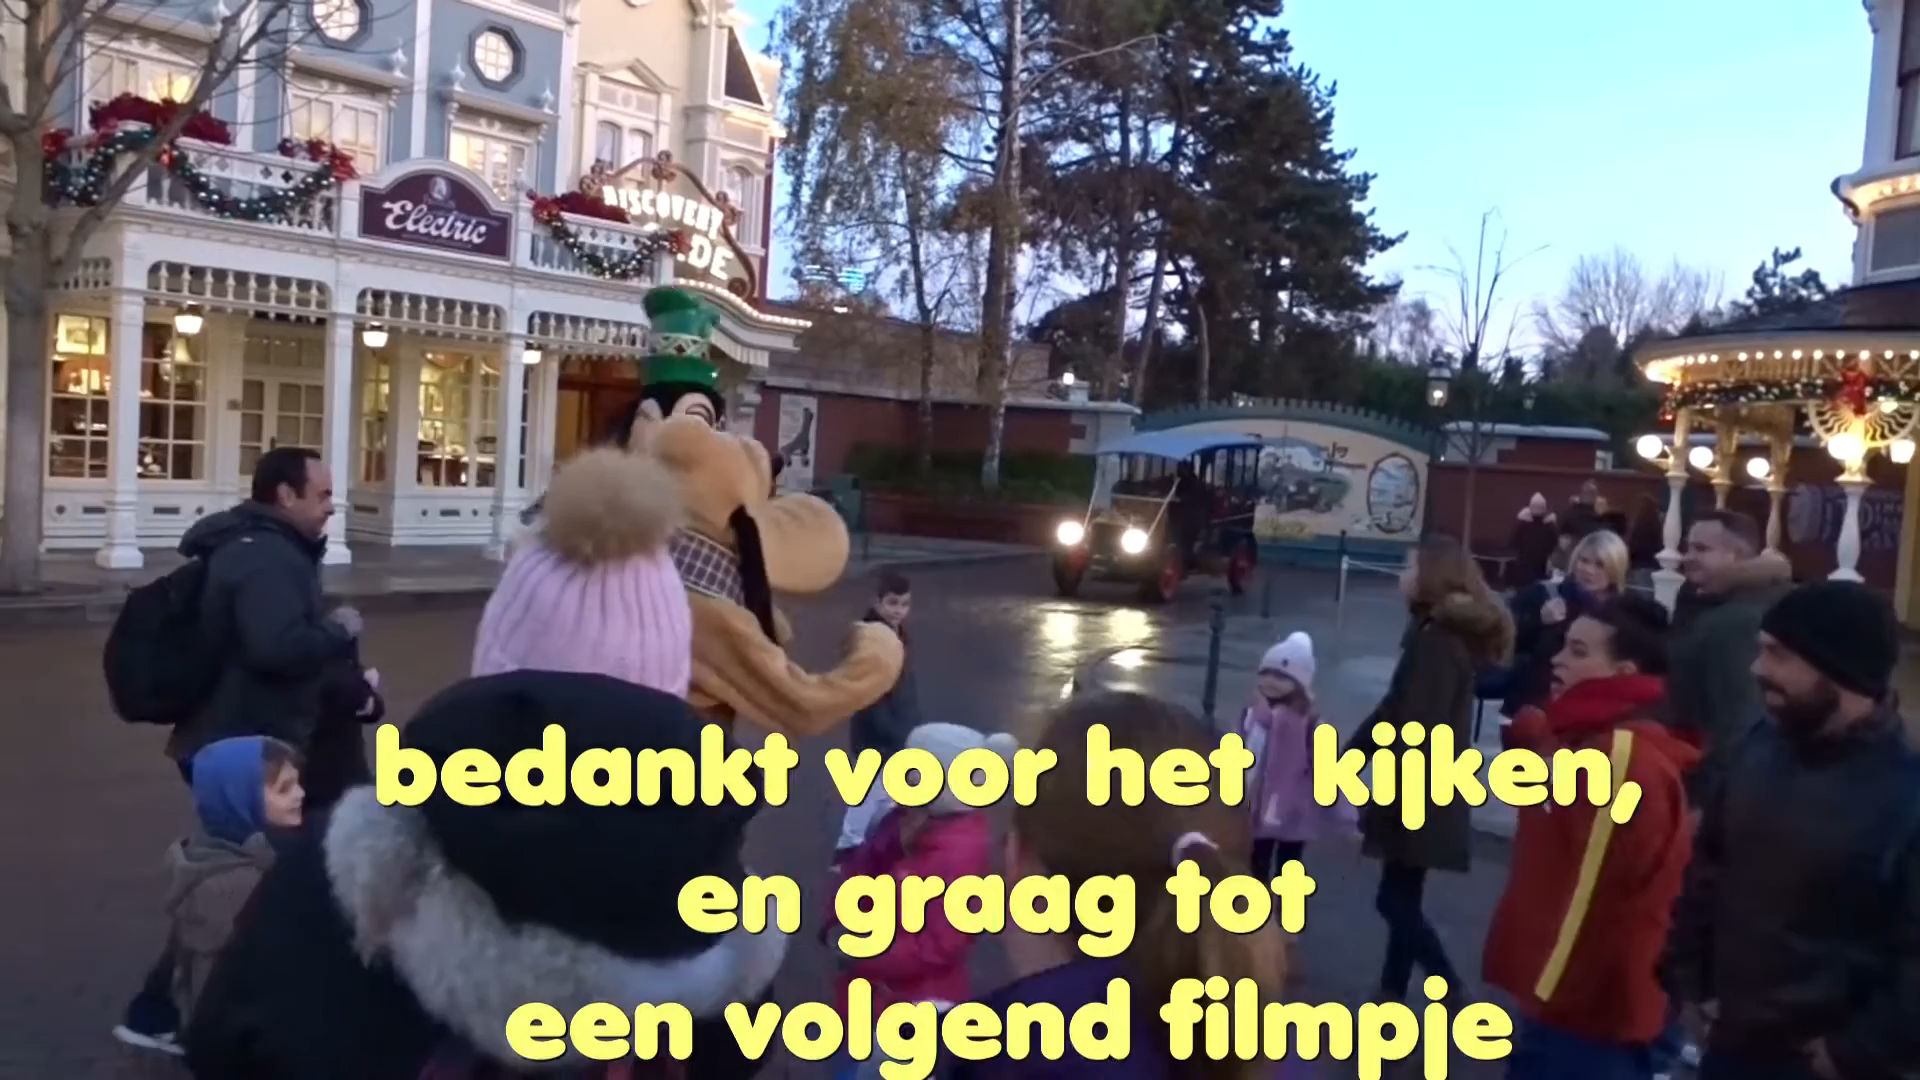 Electric
DISCOVERY
bedankt voor het kijken,
en graag tot
een volgend filmpje